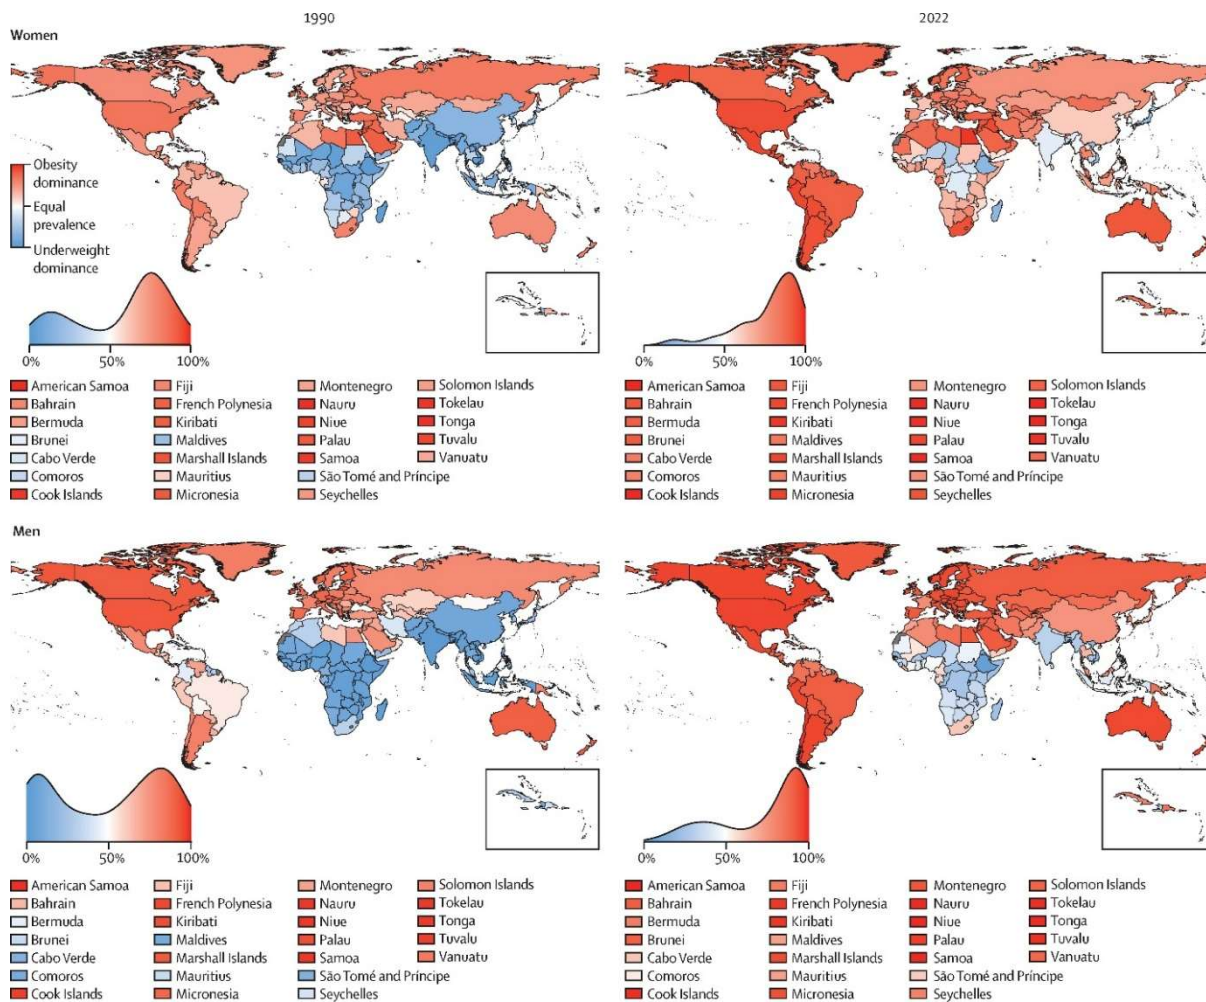 1990
2022
Women
Obesity
dominance
Equal
prevalence
Underweight
dominance
0% 50% 100%
0% 50% 100%
American Samoa Fiji Montenegro Solomon Islands
Bahrain French Polynesia Nauru Tokelau
Bermuda Kiribati Niue Tonga
Brunei Maldives Palau Tuvalu
Cabo Verde Marshall Islands Samoa Vanuatu
Comoros Mauritius São Tomé and Príncipe
Cook Islands Micronesia Seychelles
American Samoa Fiji Montenegro Solomon Islands
Bahrain French Polynesia Nauru Tokelau
Bermuda Kiribati Niue Tonga
Brunei Maldives Palau Tuvalu
Cabo Verde Marshall Islands Samoa Vanuatu
Comoros Mauritius São Tomé and Príncipe
Cook Islands Micronesia Seychelles
Men
0% 50% 100%
0% 50% 100%
American Samoa Fiji Montenegro Solomon Islands
Bahrain French Polynesia Nauru Tokelau
Bermuda Kiribati Niue Tonga
Brunei Maldives Palau Tuvalu
Cabo Verde Marshall Islands Samoa Vanuatu
Comoros Mauritius São Tomé and Príncipe
Cook Islands Micronesia Seychelles
American Samoa Fiji Montenegro Solomon Islands
Bahrain French Polynesia Nauru Tokelau
Bermuda Kiribati Niue Tonga
Brunei Maldives Palau Tuvalu
Cabo Verde Marshall Islands Samoa Vanuatu
Comoros Mauritius São Tomé and Príncipe
Cook Islands Micronesia Seychelles